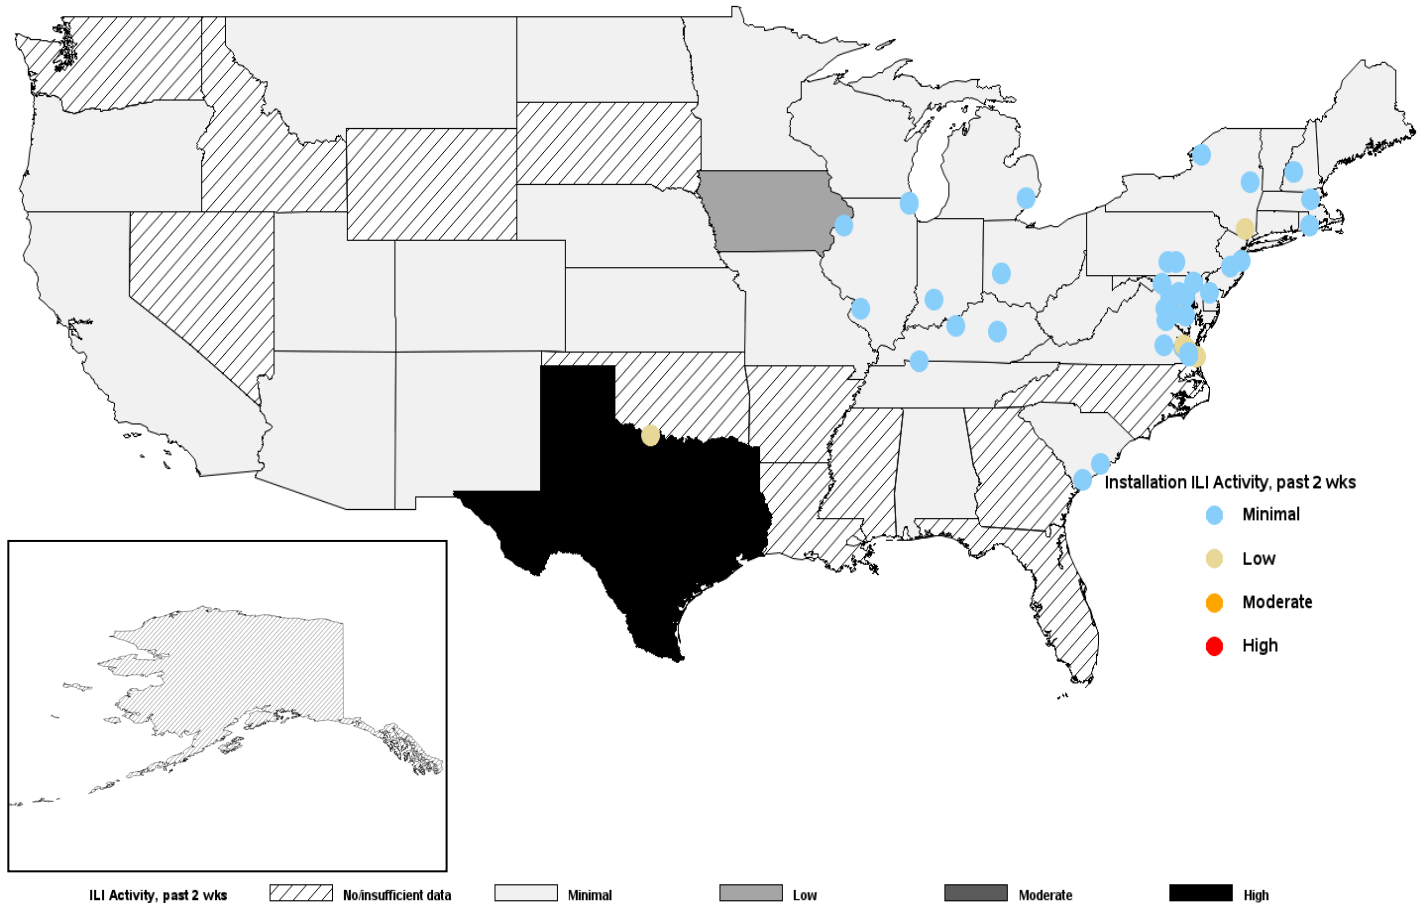 Installation ILI Activity, past 2 wks
Minimal
Low
Moderate
High
ILI Activity, past 2 wks No/insufficient data Minimal Low Moderate High